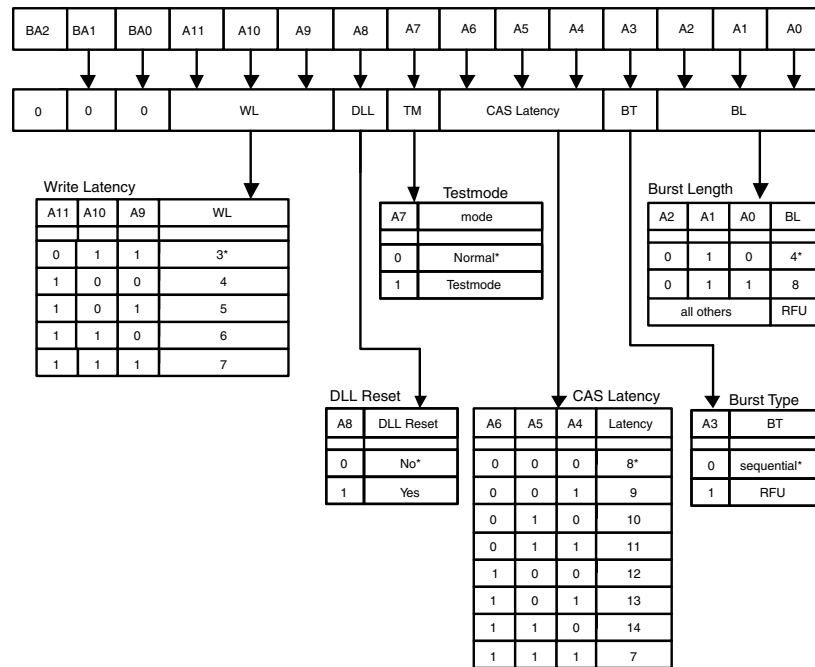 BA2 BA1 BA0 A11 A10 A9 A8 A7 A6 A5 A4 A3 A2 A1 A0
0 0 0 WL DLL TM CAS Latency BT BL
Write Latency
A11 A10 A9 WL
0 1 1 3*
1 0 0 4
1 0 1 5
1 1 0 6
1 1 1 7
Testmode
A7 mode
0 Normal*
1 Testmode
Burst Length
A2 A1 A0 BL
0 1 0 4*
0 1 1 8
all others RFU
DLL Reset
A8 DLL Reset
0 No*
1 Yes
CAS Latency
A6 A5 A4 Latency
0 0 0 8*
0 0 1 9
0 1 0 10
0 1 1 11
1 0 0 12
1 0 1 13
1 1 0 14
1 1 1 7
Burst Type
A3 BT
0 sequential*
1 RFU